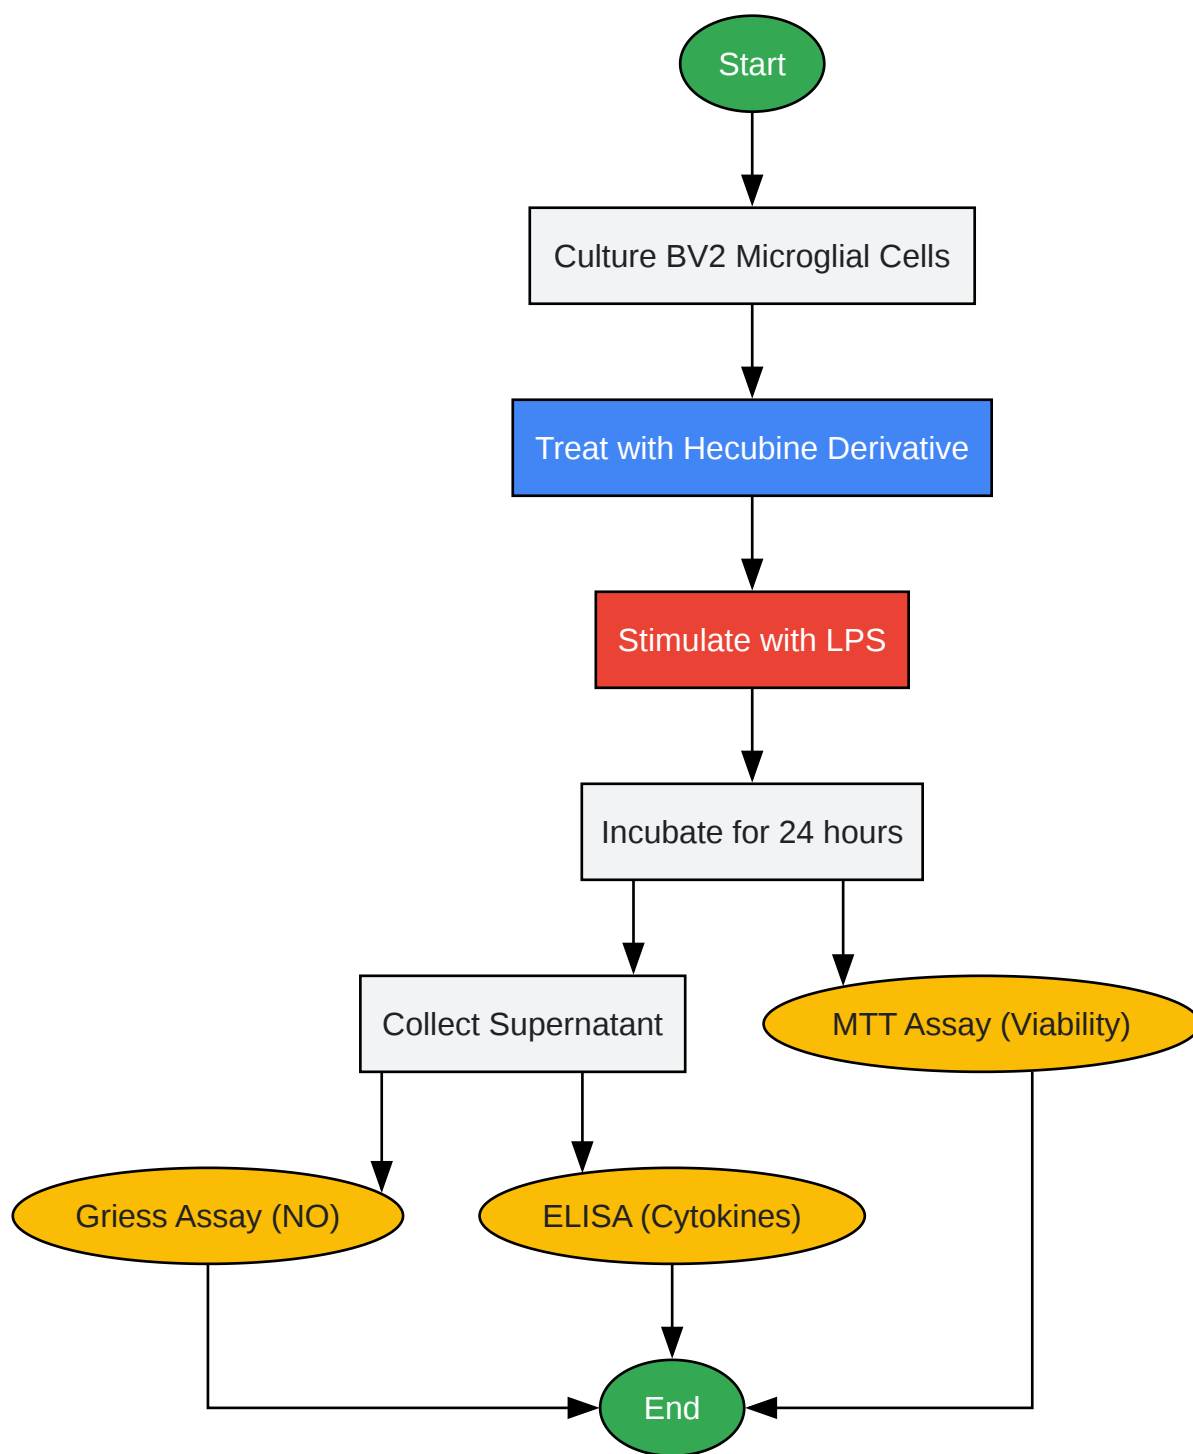 Start
Culture BV2 Microglial Cells
Treat with Hecubine Derivative
Stimulate with LPS
Incubate for 24 hours
Collect Supernatant
MTT Assay (Viability)
Griess Assay (NO)
ELISA (Cytokines)
End